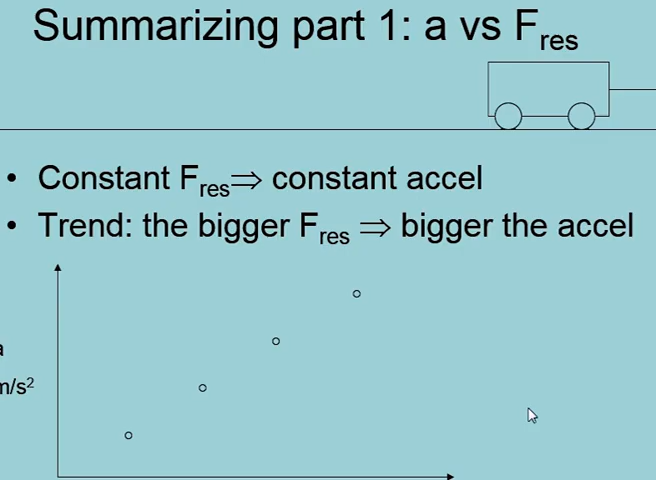 Summarizing part 1: a vs Fres
• Constant Fres⇒ constant accel
• Trend: the bigger Fres ⇒ bigger the accel
a
m/s²